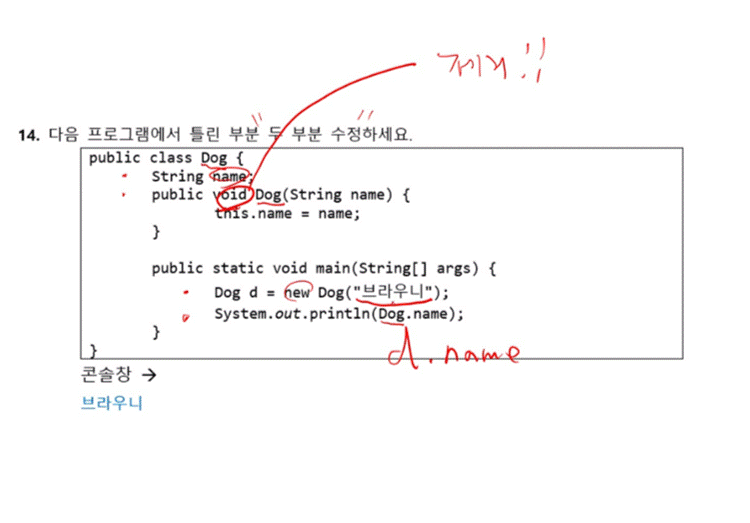 제거!!
14. 다음 프로그램에서 틀린 부분 두 부분 수정하세요.
public class Dog {
String name;
public void Dog(String name) {
this.name = name;
}
public static void main(String[] args) {
Dog d = new Dog("브라우니");
System.out.println(Dog.name);
}
}
d.name
콘솔창 →
브라우니